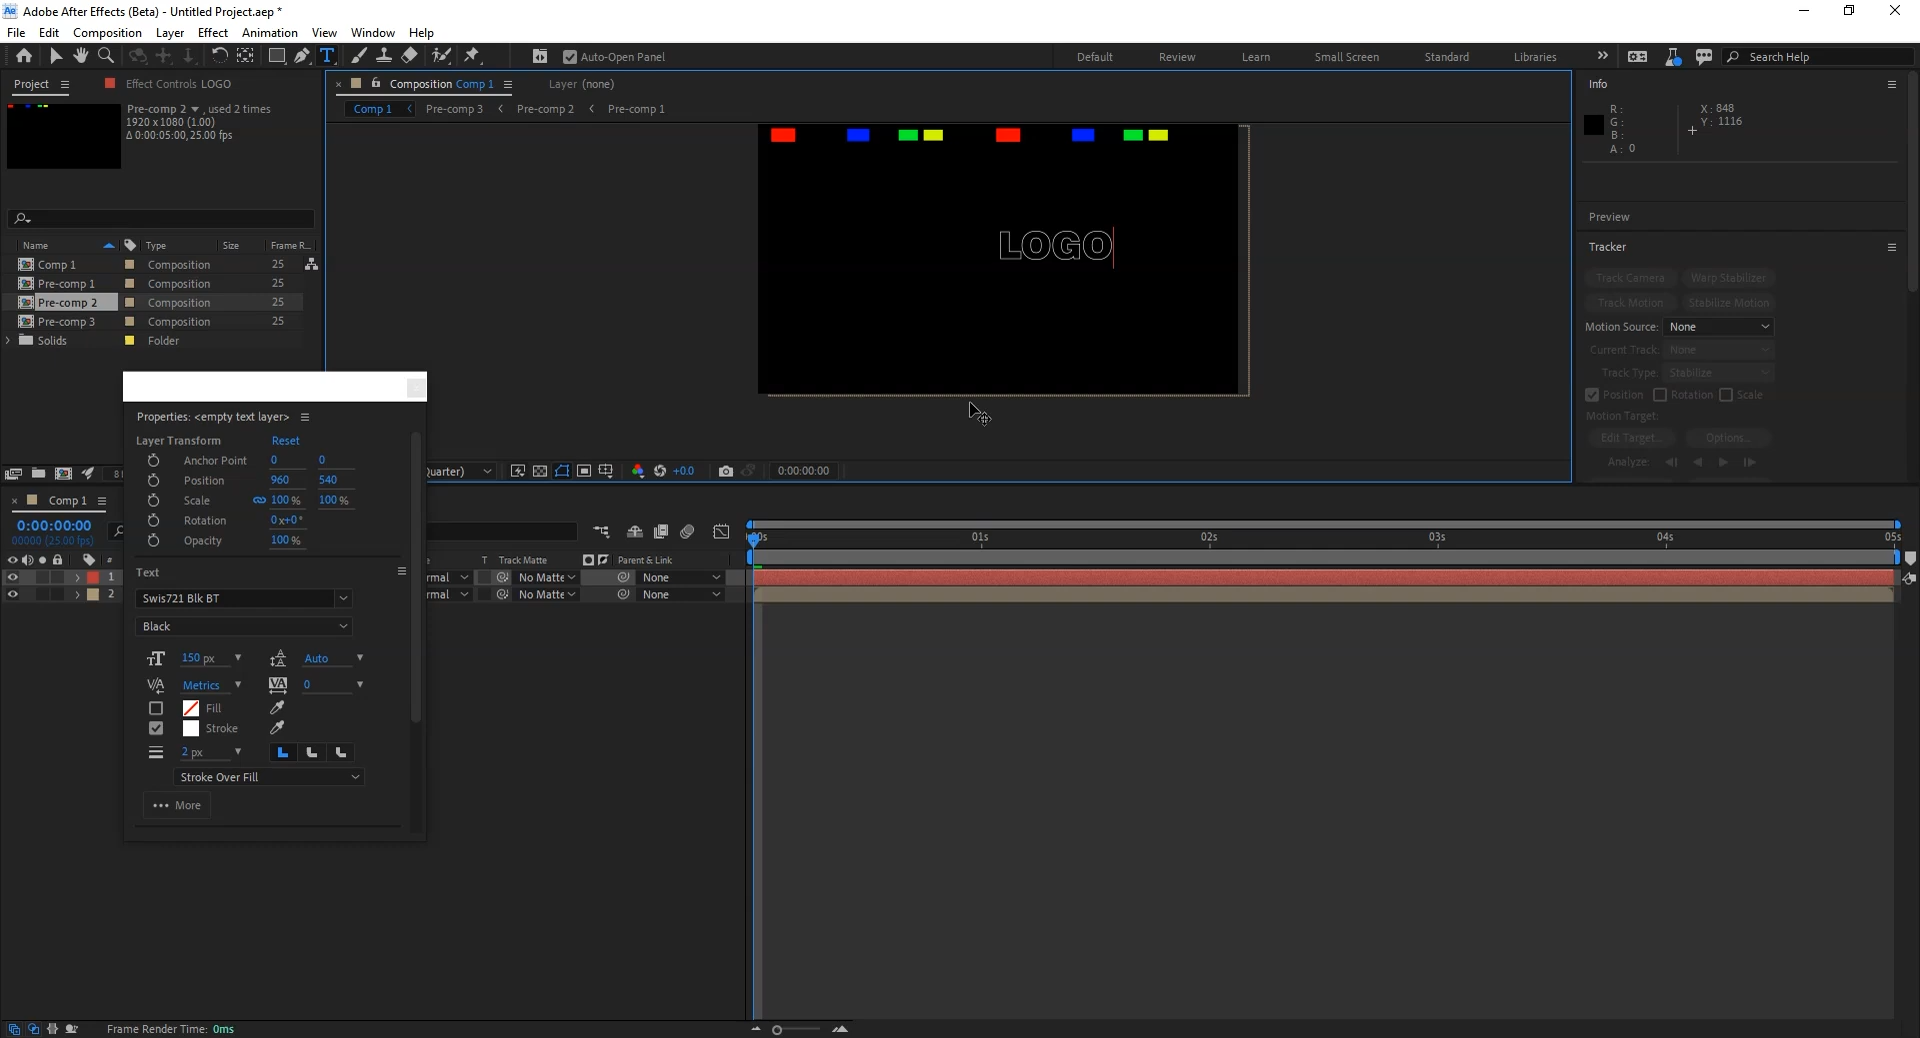 Ae Adobe After Effects (Beta) - Untitled Project.aep *
File Edit Composition Layer Effect Animation View Window Help
T Auto-Open Panel Default Review Learn Small Screen Standard Libraries Search Help
Project Effect Controls LOGO Composition Comp 1 Layer (none) Info
Comp 1 Pre-comp 3 Pre-comp 2 Pre-comp 1
Pre-comp 2 , used 2 times
1920 x 1080 (1.00)
Δ 0:00:05:00, 25.00 fps
R :
G :
B :
A : 0
X : 848
Y : 1116
LOGO
Preview
Tracker
Name Type Size Frame R...
Comp 1 Composition 25
Pre-comp 1 Composition 25
Pre-comp 2 Composition 25
Pre-comp 3 Composition 25
Solids Folder
Track Camera Warp Stabilizer
Track Motion Stabilize Motion
Motion Source: None
Current Track: None
Track Type: Stabilize
Position Rotation Scale
Motion Target:
Edit Target... Options...
Analyze:
Properties: <empty text layer>
Layer Transform Reset
Anchor Point 0 0
Position 960 540
Scale 100 % 100 %
Rotation 0x+0°
Opacity 100 %
Text
Swis721 Blk BT
Black
150 px Auto
Metrics 0
Fill
Stroke
2 px
Stroke Over Fill
More
Quarter) +0.0 0:00:00:00
Comp 1
0:00:00:00
00000 (25.00 fps)
:00s 01s 02s 03s 04s 05s
# T Track Matte Parent & Link
1 rmal No Matte None
2 rmal No Matte None
Frame Render Time: 0ms